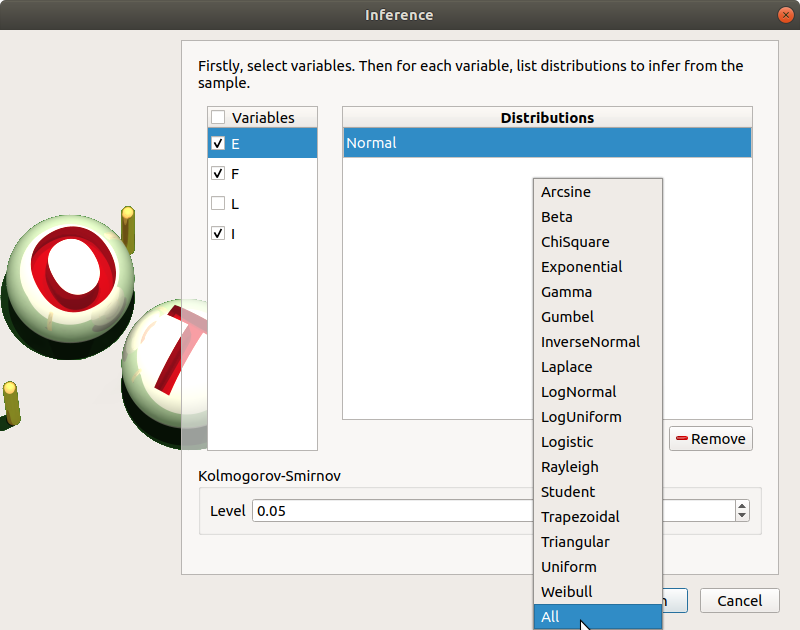 Inference
Firstly, select variables. Then for each variable, list distributions to infer from the
sample.
Variables
E
F
L
I
Distributions
Normal
Arcsine
Beta
ChiSquare
Exponential
Gamma
Gumbel
InverseNormal
Laplace
LogNormal
LogUniform
Logistic
Rayleigh
Student
Trapezoidal
Triangular
Uniform
Weibull
All
Remove
Kolmogorov-Smirnov
Level 0.05
Cancel
O
T